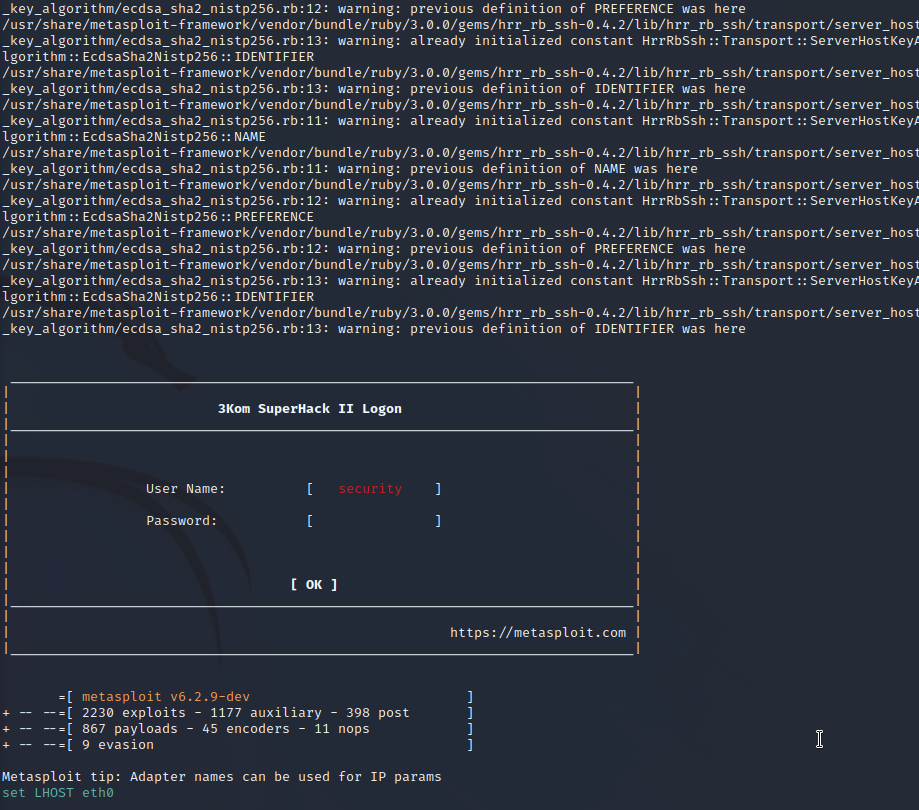 _key_algorithm/ecdsa_sha2_nistp256.rb:12: warning: previous definition of PREFERENCE was here
/usr/share/metasploit-framework/vendor/bundle/ruby/3.0.0/gems/hrr_rb_ssh-0.4.2/lib/hrr_rb_ssh/transport/server_host
_key_algorithm/ecdsa_sha2_nistp256.rb:13: warning: already initialized constant HrrRbSsh::Transport::ServerHostKeyA
lgorithm::EcdsaSha2Nistp256::IDENTIFIER
/usr/share/metasploit-framework/vendor/bundle/ruby/3.0.0/gems/hrr_rb_ssh-0.4.2/lib/hrr_rb_ssh/transport/server_host
_key_algorithm/ecdsa_sha2_nistp256.rb:13: warning: previous definition of IDENTIFIER was here
/usr/share/metasploit-framework/vendor/bundle/ruby/3.0.0/gems/hrr_rb_ssh-0.4.2/lib/hrr_rb_ssh/transport/server_host
_key_algorithm/ecdsa_sha2_nistp256.rb:11: warning: already initialized constant HrrRbSsh::Transport::ServerHostKeyA
lgorithm::EcdsaSha2Nistp256::NAME
/usr/share/metasploit-framework/vendor/bundle/ruby/3.0.0/gems/hrr_rb_ssh-0.4.2/lib/hrr_rb_ssh/transport/server_host
_key_algorithm/ecdsa_sha2_nistp256.rb:11: warning: previous definition of NAME was here
/usr/share/metasploit-framework/vendor/bundle/ruby/3.0.0/gems/hrr_rb_ssh-0.4.2/lib/hrr_rb_ssh/transport/server_host
_key_algorithm/ecdsa_sha2_nistp256.rb:12: warning: already initialized constant HrrRbSsh::Transport::ServerHostKeyA
lgorithm::EcdsaSha2Nistp256::PREFERENCE
/usr/share/metasploit-framework/vendor/bundle/ruby/3.0.0/gems/hrr_rb_ssh-0.4.2/lib/hrr_rb_ssh/transport/server_host
_key_algorithm/ecdsa_sha2_nistp256.rb:12: warning: previous definition of PREFERENCE was here
/usr/share/metasploit-framework/vendor/bundle/ruby/3.0.0/gems/hrr_rb_ssh-0.4.2/lib/hrr_rb_ssh/transport/server_host
_key_algorithm/ecdsa_sha2_nistp256.rb:13: warning: already initialized constant HrrRbSsh::Transport::ServerHostKeyA
lgorithm::EcdsaSha2Nistp256::IDENTIFIER
/usr/share/metasploit-framework/vendor/bundle/ruby/3.0.0/gems/hrr_rb_ssh-0.4.2/lib/hrr_rb_ssh/transport/server_host
_key_algorithm/ecdsa_sha2_nistp256.rb:13: warning: previous definition of IDENTIFIER was here
3Kom SuperHack II Logon
User Name: [ security ]
Password: [ ]
[ OK ]
https://metasploit.com
=[ metasploit v6.2.9-dev ]
+ -- --=[ 2230 exploits - 1177 auxiliary - 398 post ]
+ -- --=[ 867 payloads - 45 encoders - 11 nops ]
+ -- --=[ 9 evasion ]
Metasploit tip: Adapter names can be used for IP params
set LHOST eth0